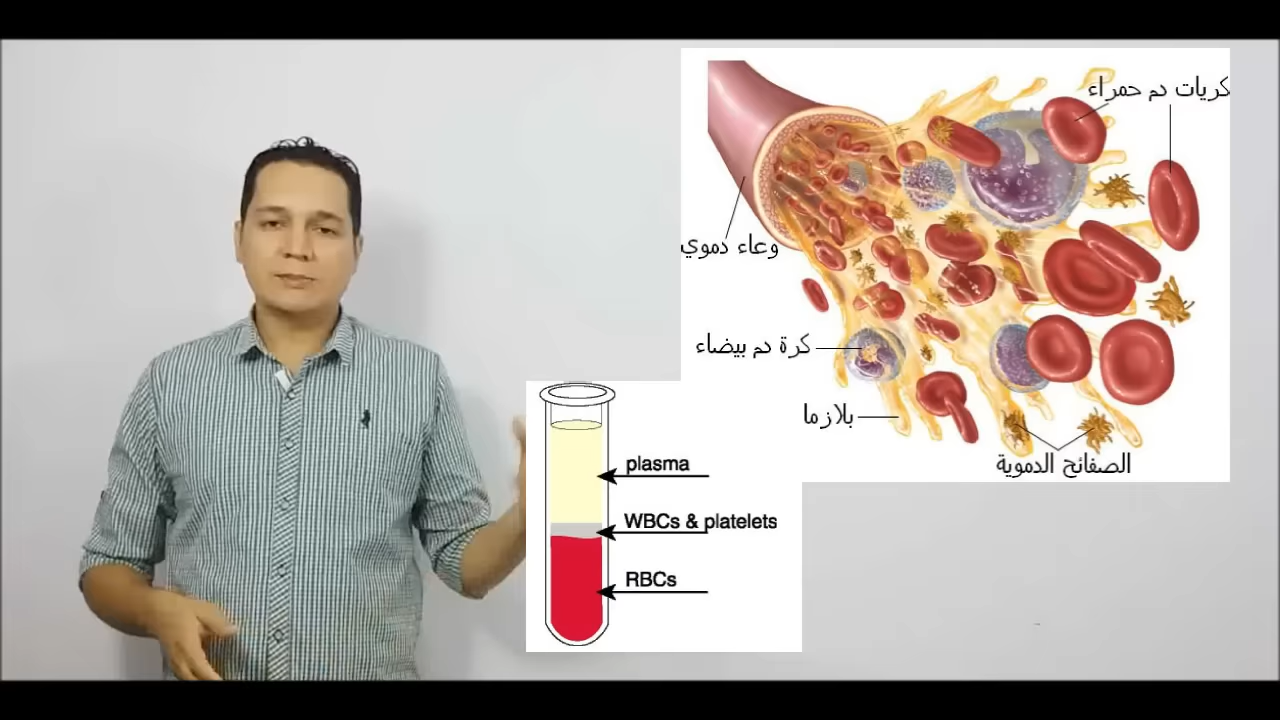 كريات دم حمراء
وعاء دموي
كرة دم بيضاء
بلازما
الصفائح الدموية
plasma
WBCs & platelets
RBCs